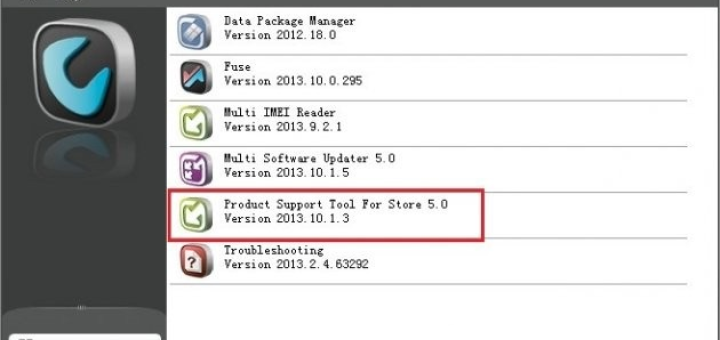 Data Package Manager
Version 2012.18.0
Fuse
Version 2013.10.0.295
Multi IMEI Reader
Version 2013.9.2.1
Multi Software Updater 5.0
Version 2013.10.1.5
Product Support Tool For Store 5.0
Version 2013.10.1.3
Troubleshooting
Version 2013.2.4.63292